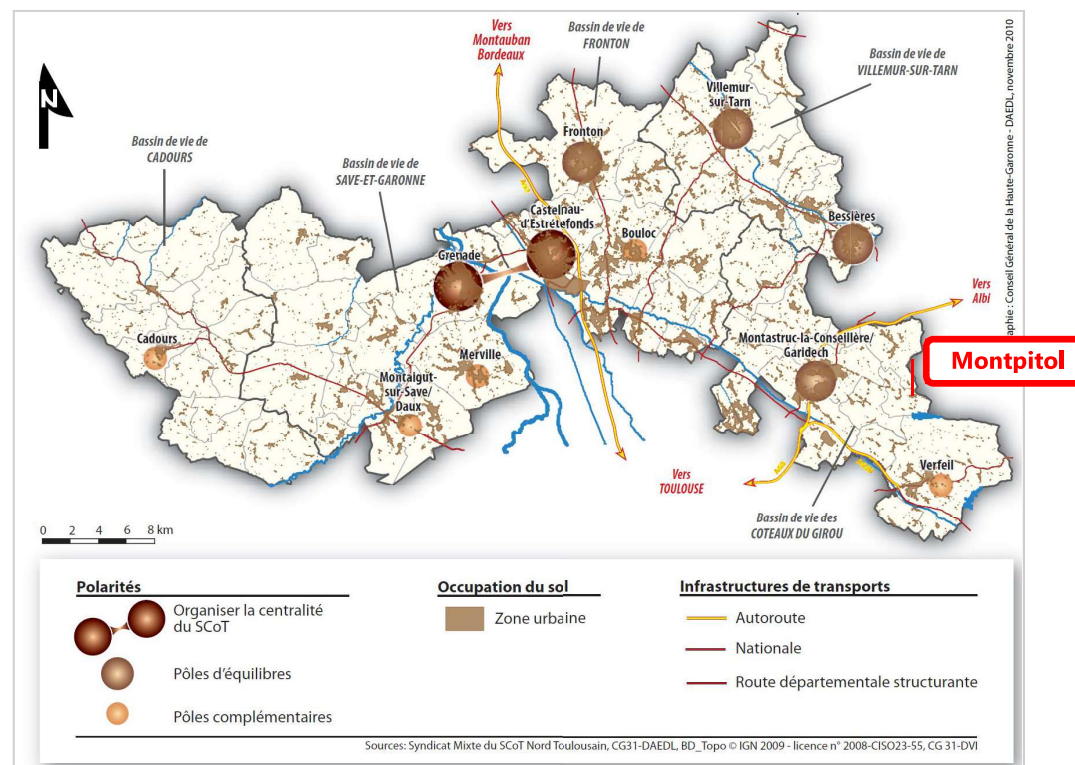 Vers
Montauban
Bordeaux
Bassin de vie de
FRONTON
Bassin de vie de
VILLEMUR-SUR-TARN
N
Bassin de vie de
CADOURS
Bassin de vie de
SAVE-ET-GARONNE
Villemur-
sur-Tarn
Fronton
A62
Castelnau-
d'Estrétefonds
Bouloc
Bessières
Grenade
Vers
Albi
Cadours
Merville
Montaigut-
sur-Save/
Daux
Montastruc-la-Conseillère/
Garidech
Montpitol
Vers
TOULOUSE
A68
Verfeil
Bassin de vie des
COTEAUX DU GIROU
raphie : Conseil Général de la Haute-Garonne - DAEDL, novembre 2010
0 2 4 6 8 km
Polarités
Organiser la centralité
du SCoT
Pôles d'équilibres
Pôles complémentaires
Occupation du sol
Zone urbaine
Infrastructures de transports
Autoroute
Nationale
Route départementale structurante
Sources: Syndicat Mixte du SCoT Nord Toulousain, CG31-DAEDL, BD_Topo © IGN 2009 - licence n° 2008-CISO23-55, CG 31-DVI